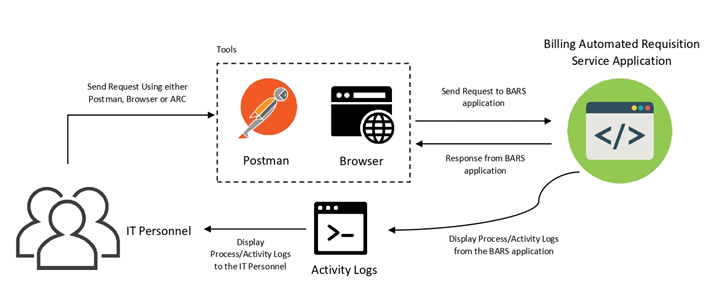 Tools
Billing Automated Requisition
Service Application
Send Request Using either
Postman, Browser or ARC
Send Request to BARS
application
</>
Postman
Browser
Response from BARS
application
IT Personnel
>-
Display
Process/Activity Logs
to the IT Personnel
Activity Logs
Display Process/Activity Logs
from the BARS application